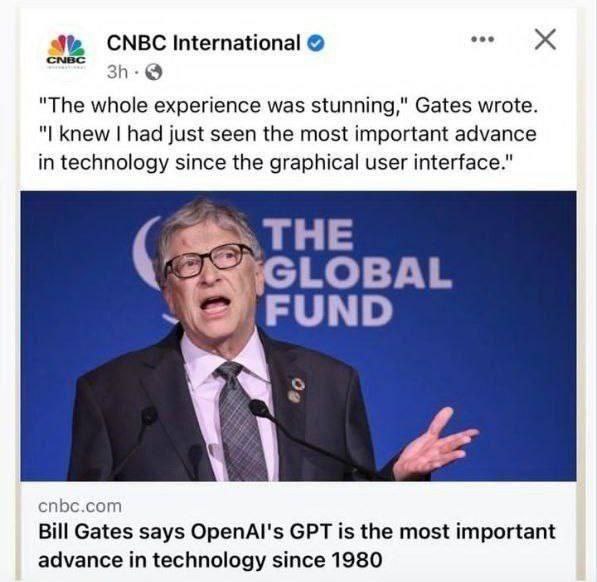 CNBC International
CNBC
3h
"The whole experience was stunning," Gates wrote.
"I knew I had just seen the most important advance
in technology since the graphical user interface."
THE
GLOBAL
FUND
cnbc.com
Bill Gates says OpenAI's GPT is the most important
advance in technology since 1980